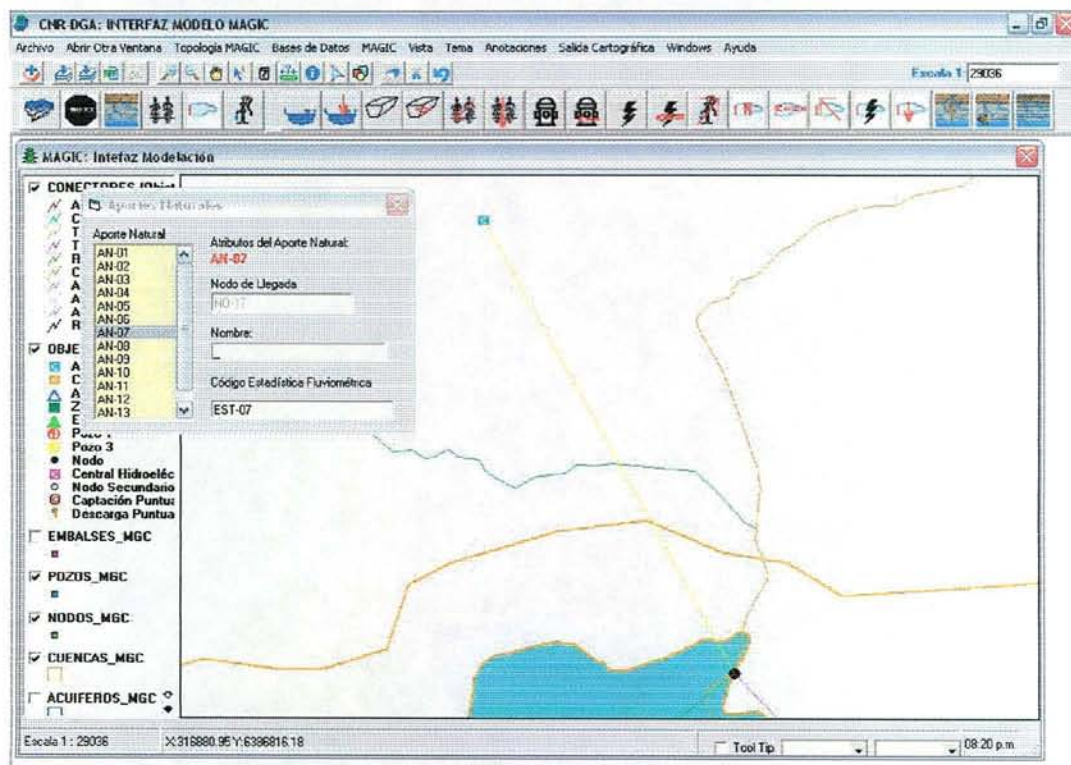 CNR-DGA: INTERFAZ MODELO MAGIC
Archivo Abrir Otra Ventana Topología MAGIC Bases de Datos MAGIC Vista Tema Anotaciones Salida Cartográfica Windows Ayuda
Escala 1: 29036
MAGIC: Intefaz Modelación
CONECTORES
A
C
T
T
R
C
A
A
A
R
Aportes Naturales
Aporte Natural
AN-01
AN-02
AN-03
AN-04
AN-05
AN-06
AN-07
AN-08
AN-09
AN-10
AN-11
AN-12
AN-13
Atributos del Aporte Natural:
AN-07
Nodo de Llegada
NO-17
Nombre:
Código Estadística Fluviométrica
EST-07
OBJE
A
C
A
Z
E
Pozo 3
Nodo
Central Hidroeléc
Nodo Secundario
Captación Puntua
Descarga Puntua
EMBALSES_MGC
POZOS_MGC
NODOS_MGC
CUENCAS_MGC
ACUIFEROS_MGC
Escala 1 : 29036
X:316880.95 Y:6386816.18
Tool Tip
08:20 p.m